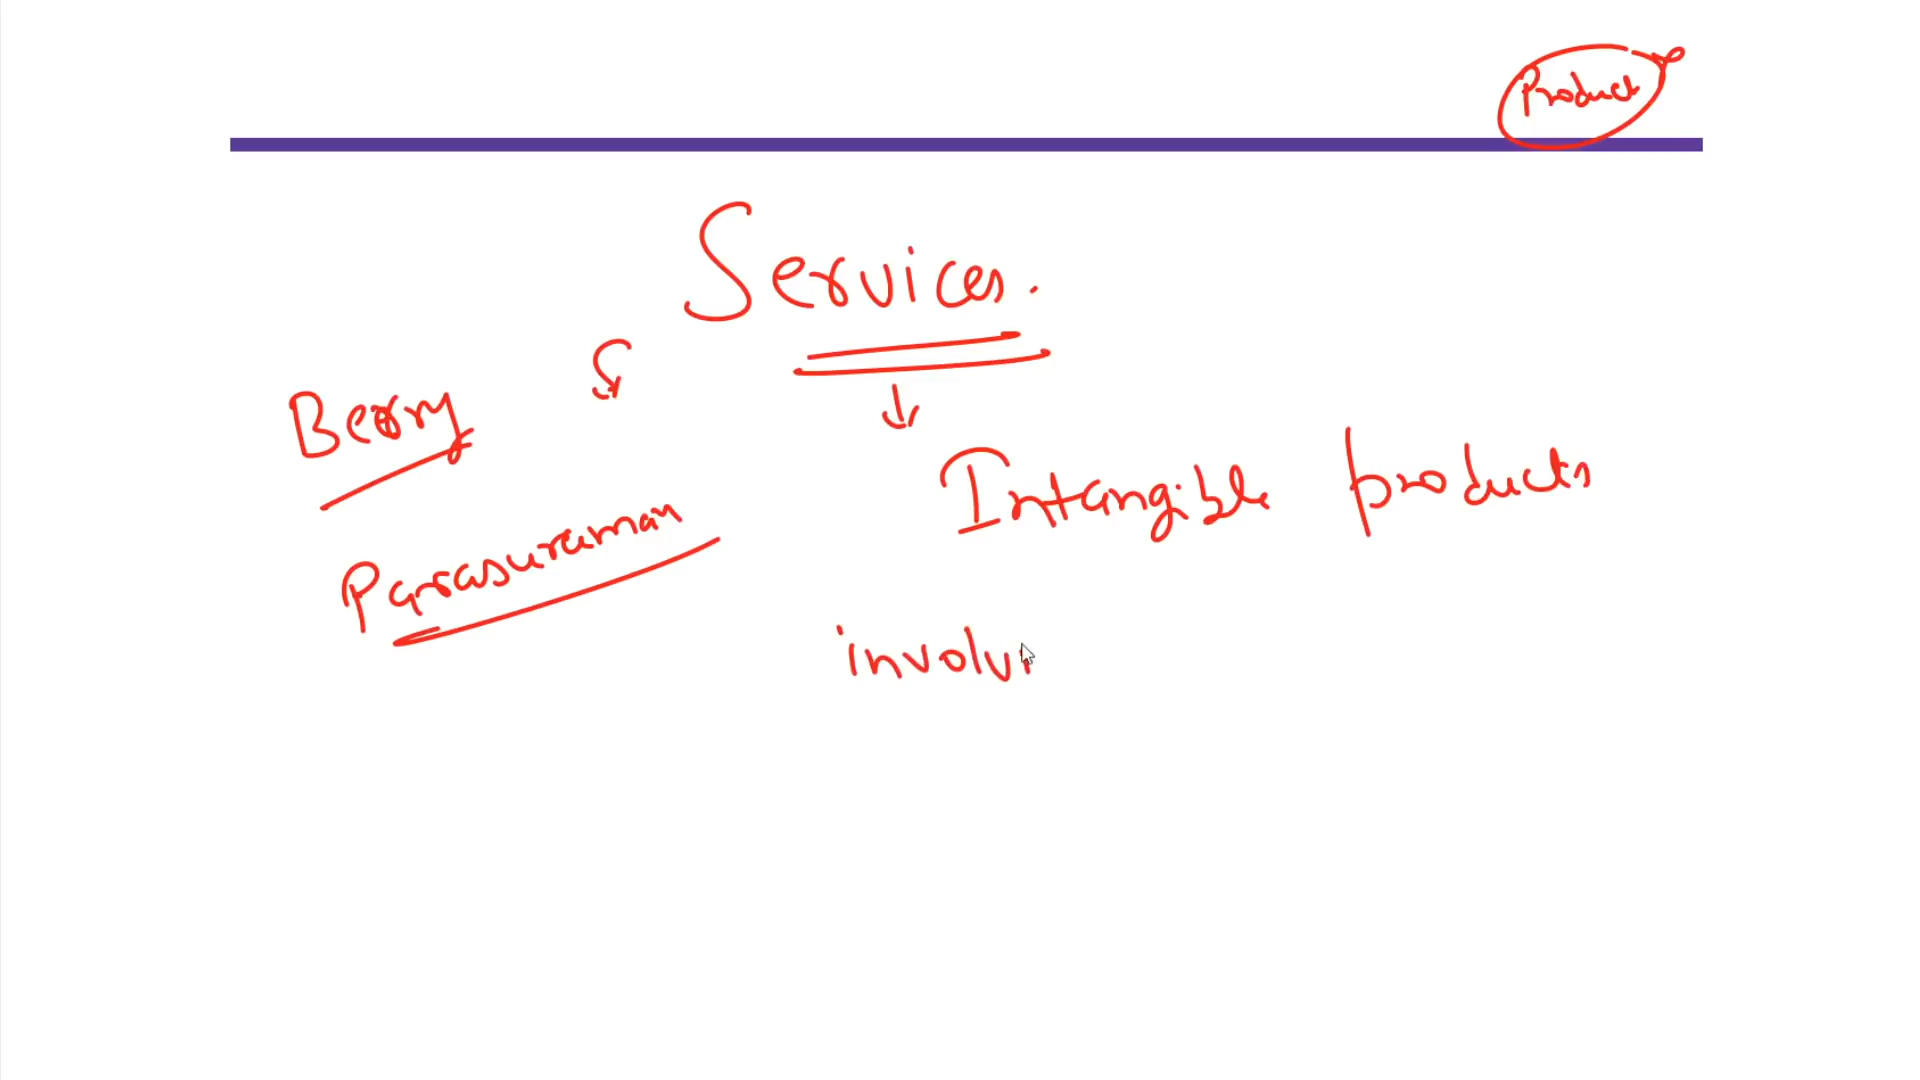 Product
Services.
Berry
Intangible products
Parasuraman
involv